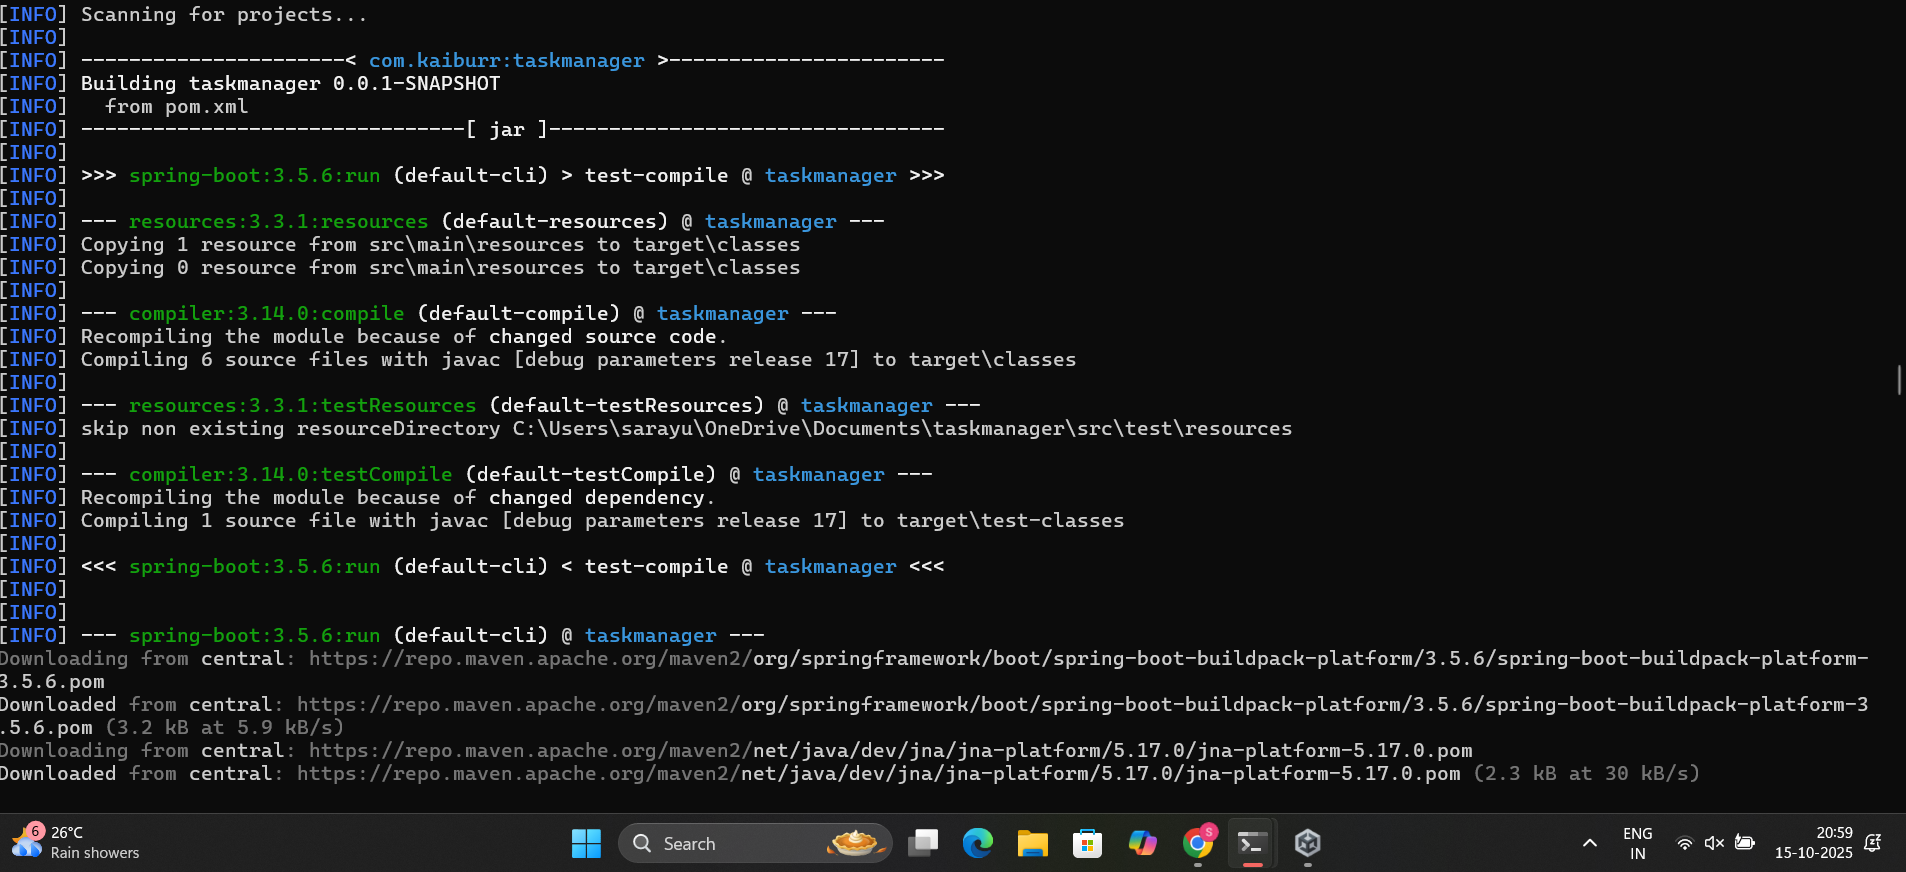 [INFO] Scanning for projects...
[INFO]
[INFO] ----------------------< com.kaiburr:taskmanager >-----------------------
[INFO] Building taskmanager 0.0.1-SNAPSHOT
[INFO]   from pom.xml
[INFO] --------------------------------[ jar ]---------------------------------
[INFO]
[INFO] >>> spring-boot:3.5.6:run (default-cli) > test-compile @ taskmanager >>>
[INFO]
[INFO] --- resources:3.3.1:resources (default-resources) @ taskmanager ---
[INFO] Copying 1 resource from src\main\resources to target\classes
[INFO] Copying 0 resource from src\main\resources to target\classes
[INFO]
[INFO] --- compiler:3.14.0:compile (default-compile) @ taskmanager ---
[INFO] Recompiling the module because of changed source code.
[INFO] Compiling 6 source files with javac [debug parameters release 17] to target\classes
[INFO]
[INFO] --- resources:3.3.1:testResources (default-testResources) @ taskmanager ---
[INFO] skip non existing resourceDirectory C:\Users\sarayu\OneDrive\Documents\taskmanager\src\test\resources
[INFO]
[INFO] --- compiler:3.14.0:testCompile (default-testCompile) @ taskmanager ---
[INFO] Recompiling the module because of changed dependency.
[INFO] Compiling 1 source file with javac [debug parameters release 17] to target\test-classes
[INFO]
[INFO] <<< spring-boot:3.5.6:run (default-cli) < test-compile @ taskmanager <<<
[INFO]
[INFO]
[INFO] --- spring-boot:3.5.6:run (default-cli) @ taskmanager ---
Downloading from central: https://repo.maven.apache.org/maven2/org/springframework/boot/spring-boot-buildpack-platform/3.5.6/spring-boot-buildpack-platform-
3.5.6.pom
Downloaded from central: https://repo.maven.apache.org/maven2/org/springframework/boot/spring-boot-buildpack-platform/3.5.6/spring-boot-buildpack-platform-3
.5.6.pom (3.2 kB at 5.9 kB/s)
Downloading from central: https://repo.maven.apache.org/maven2/net/java/dev/jna/jna-platform/5.17.0/jna-platform-5.17.0.pom
Downloaded from central: https://repo.maven.apache.org/maven2/net/java/dev/jna/jna-platform/5.17.0/jna-platform-5.17.0.pom (2.3 kB at 30 kB/s)
6
26°C
Rain showers
Search
S
ENG
IN
20:59
15-10-2025